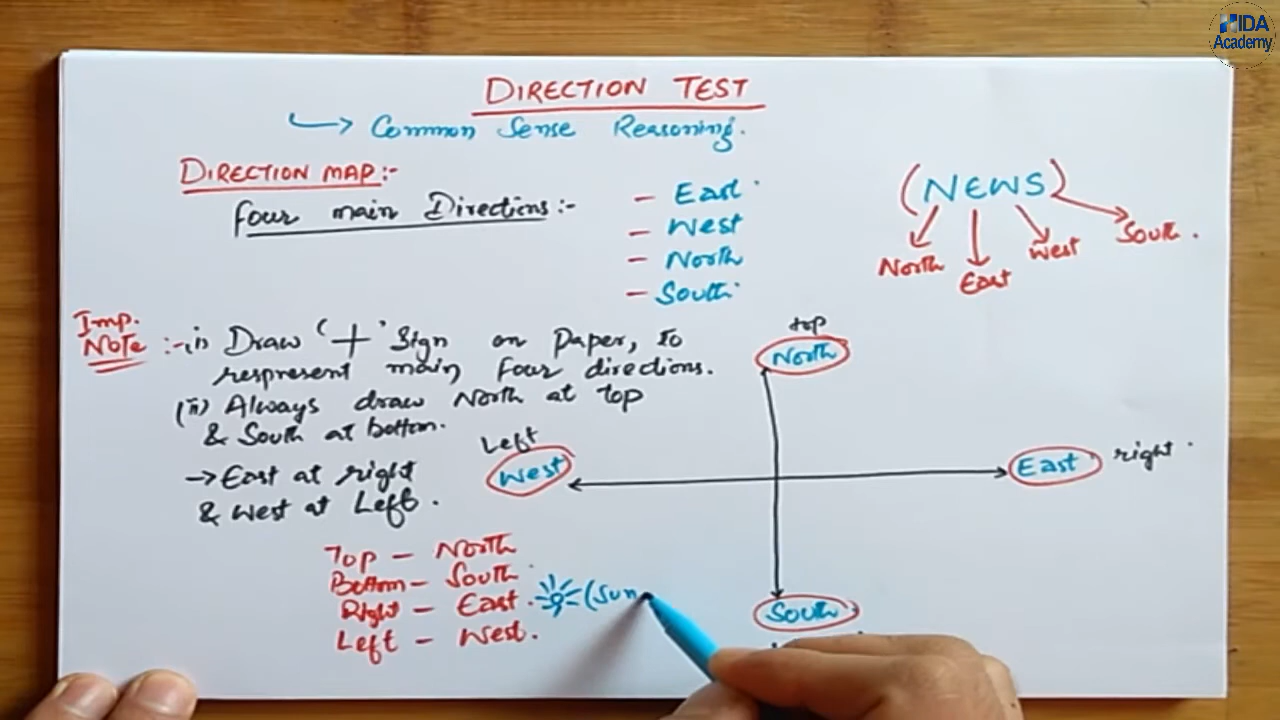 HIDA Academy
DIRECTION TEST
Common Sense Reasoning.
DIRECTION MAP:-
four main Directions:-
- East
- West
- North
- South
(NEWS)
North
East
West
South.
Imp. NOTE :- (i) Draw '+' Sign on Paper, to
respresent main four directions.
(ii) Always draw North at top
& South at bottom.
→ East at right
& West at Left.
top
North
Left
West
East
right
South
Top - North
Bottom - South
Right - East. (Sun
Left - West.